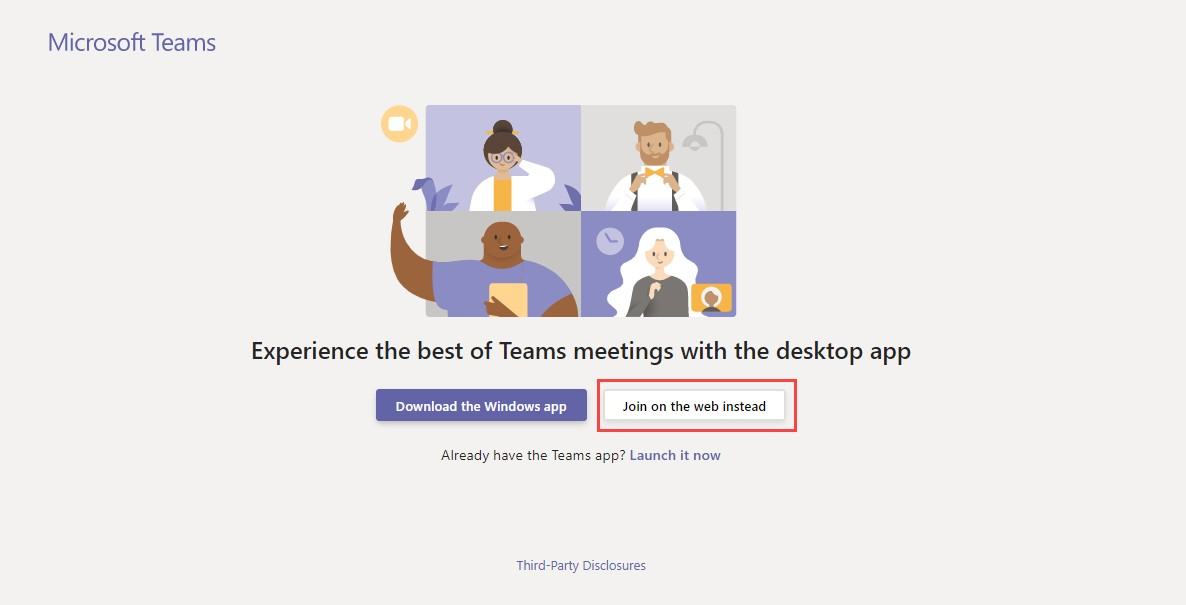 Microsoft Teams
Experience the best of Teams meetings with the desktop app
Download the Windows app
Join on the web instead
Already have the Teams app? Launch it now
Third-Party Disclosures